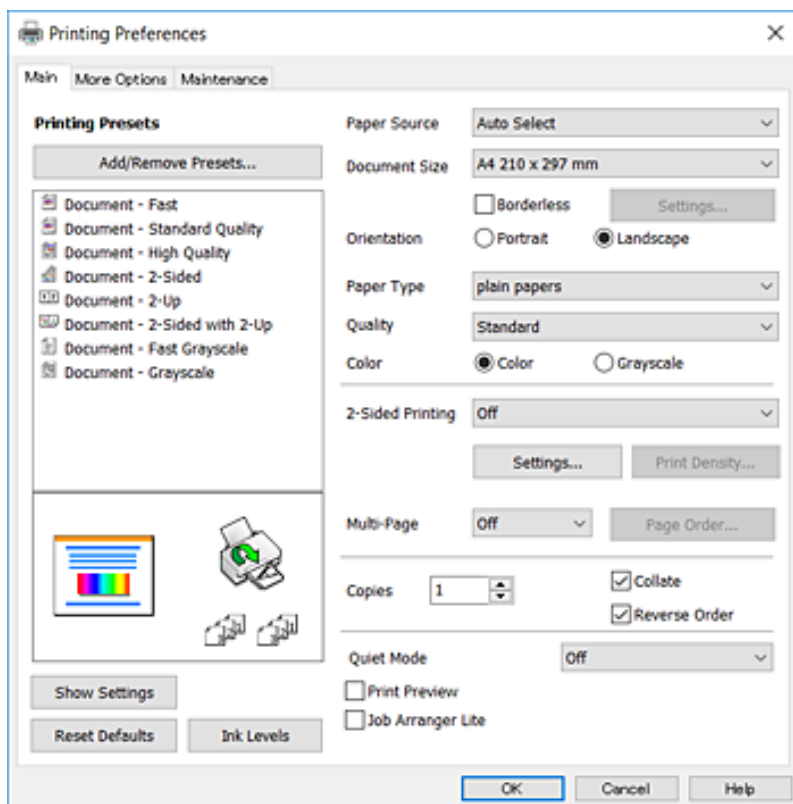 Printing Preferences
Main More Options Maintenance
Printing Presets
Add/Remove Presets...
Document - Fast
Document - Standard Quality
Document - High Quality
Document - 2-Sided
Document - 2-Up
Document - 2-Sided with 2-Up
Document - Fast Grayscale
Document - Grayscale
Show Settings
Reset Defaults Ink Levels
Paper Source Auto Select
Document Size A4 210 x 297 mm
Borderless Settings...
Orientation Portrait Landscape
Paper Type plain papers
Quality Standard
Color Color Grayscale
2-Sided Printing Off
Settings... Print Density...
Multi-Page Off Page Order...
Copies 1 Collate
Reverse Order
Quiet Mode Off
Print Preview
Job Arranger Lite
OK Cancel Help